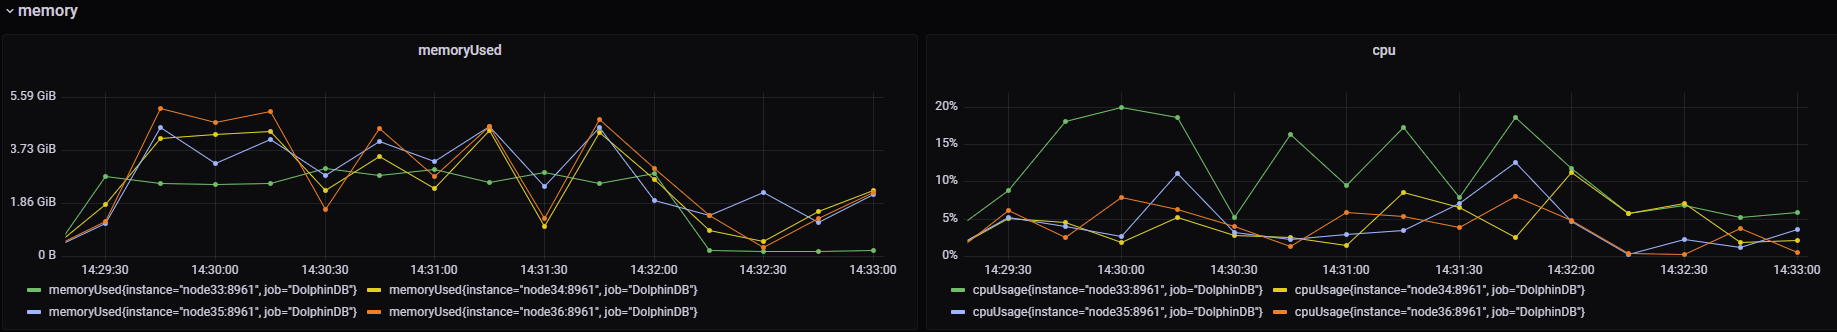 memory
memoryUsed
5.59 GiB
3.73 GiB
1.86 GiB
0 B
14:29:30 14:30:00 14:30:30 14:31:00 14:31:30 14:32:00 14:32:30 14:33:00
memoryUsed{instance="node33:8961", job="DolphinDB"} memoryUsed{instance="node34:8961", job="DolphinDB"}
memoryUsed{instance="node35:8961", job="DolphinDB"} memoryUsed{instance="node36:8961", job="DolphinDB"}
cpu
20%
15%
10%
5%
0%
14:29:30 14:30:00 14:30:30 14:31:00 14:31:30 14:32:00 14:32:30 14:33:00
cpuUsage{instance="node33:8961", job="DolphinDB"} cpuUsage{instance="node34:8961", job="DolphinDB"}
cpuUsage{instance="node35:8961", job="DolphinDB"} cpuUsage{instance="node36:8961", job="DolphinDB"}